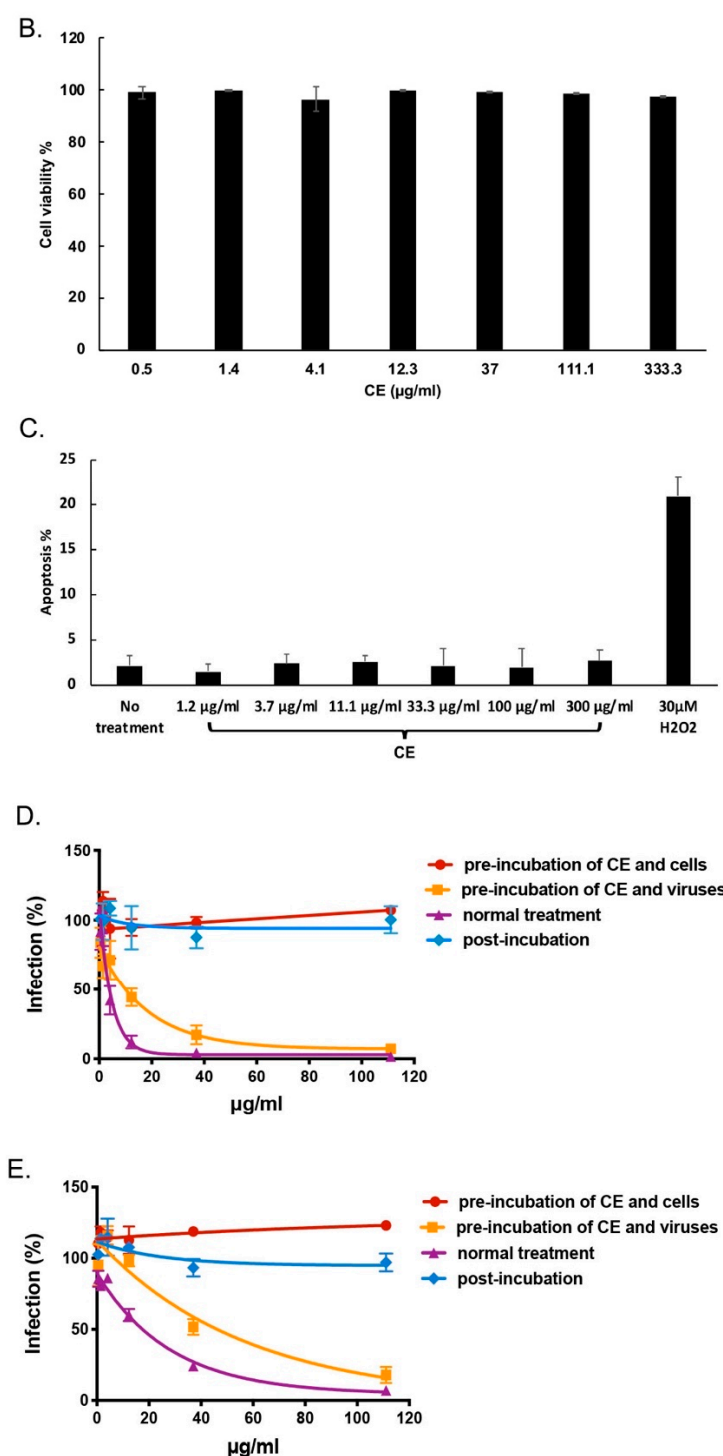 B.
120
100
80
60
40
20
0
Cell viability %
0.5 1.4 4.1 12.3 37 111.1 333.3
CE (µg/ml)
C.
25
20
15
10
5
0
Apoptosis %
No treatment 1.2 µg/ml 3.7 µg/ml 11.1 µg/ml 33.3 µg/ml 100 µg/ml 300 µg/ml 30µM H2O2
CE
D.
150
100
50
0
Infection (%)
0 20 40 60 80 100 120
µg/ml
pre-incubation of CE and cells
pre-incubation of CE and viruses
normal treatment
post-incubation
E.
150
100
50
0
Infection (%)
0 20 40 60 80 100 120
µg/ml
pre-incubation of CE and cells
pre-incubation of CE and viruses
normal treatment
post-incubation